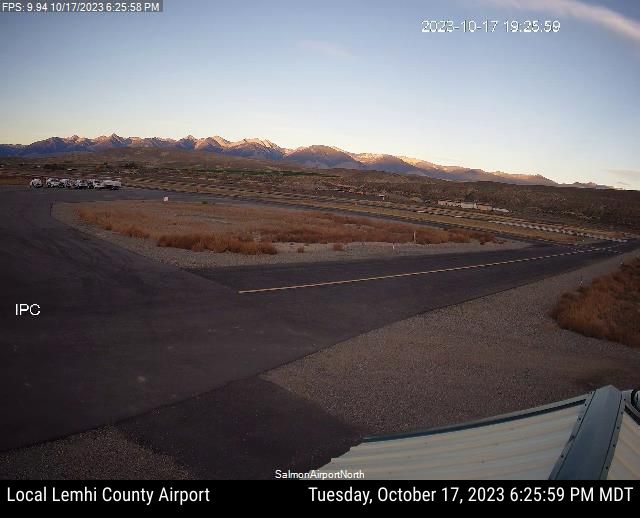 FPS: 9.94 10/17/2023 6:25:58 PM
2023-10-17 19:25:59
IPC
SalmonAirportNorth
Local Lemhi County Airport Tuesday, October 17, 2023 6:25:59 PM MDT